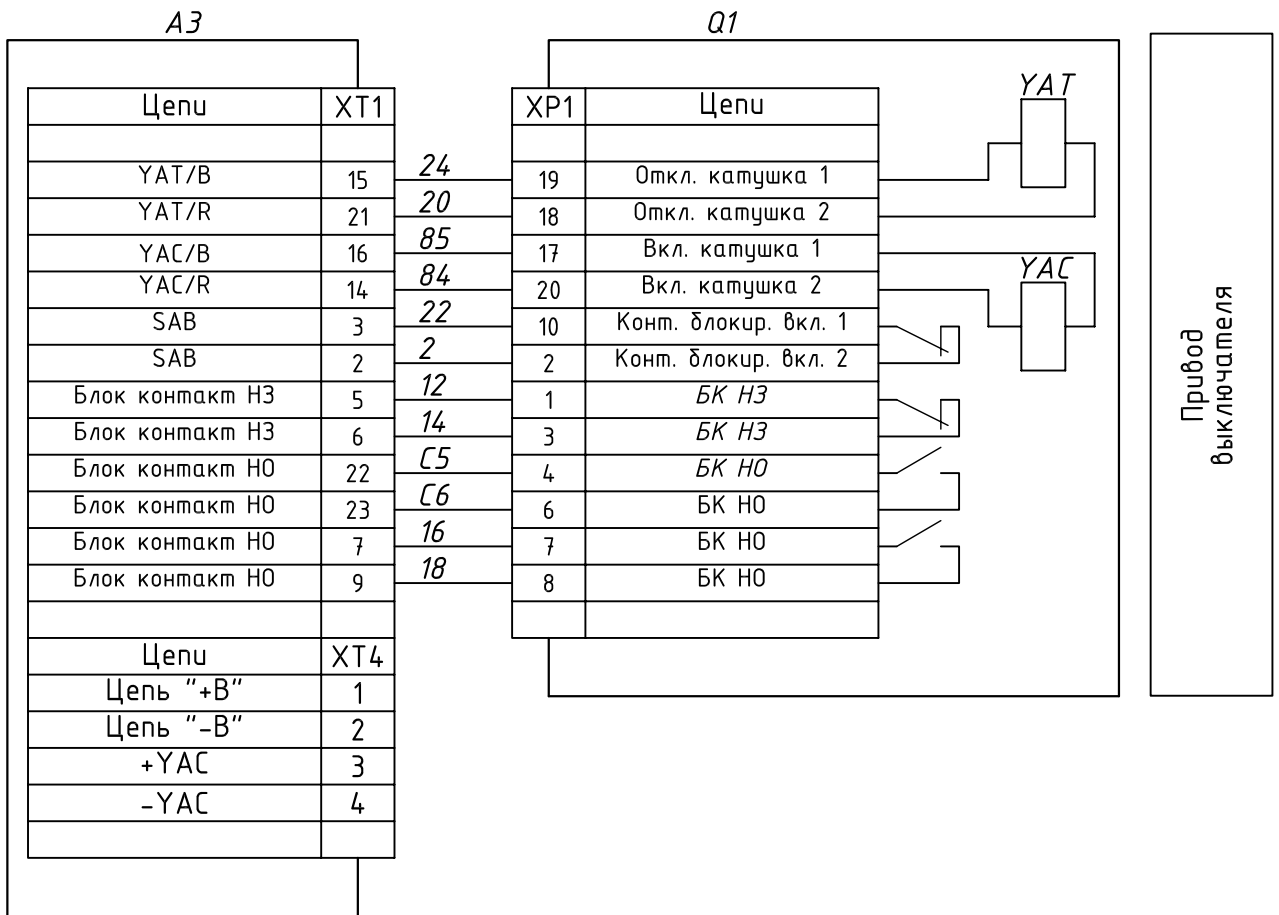 A3
Q1
Цепи XT1
XP1 Цепи
YAT
YAT/B 15 24 19 Откл. катушка 1
YAT/R 21 20 18 Откл. катушка 2
YAC/B 16 85 17 Вкл. катушка 1
YAC
YAC/R 14 84 20 Вкл. катушка 2
SAB 3 22 10 Конт. блокир. вкл. 1
SAB 2 2 2 Конт. блокир. вкл. 2
Блок контакт НЗ 5 12 1 БК НЗ
Блок контакт НЗ 6 14 3 БК НЗ
Блок контакт НО 22 C5 4 БК НО
Блок контакт НО 23 C6 6 БК НО
Блок контакт НО 7 16 7 БК НО
Блок контакт НО 9 18 8 БК НО
Цепи XT4
Цепь "+В" 1
Цепь "-В" 2
+YAC 3
-YAC 4
Привод
выключателя